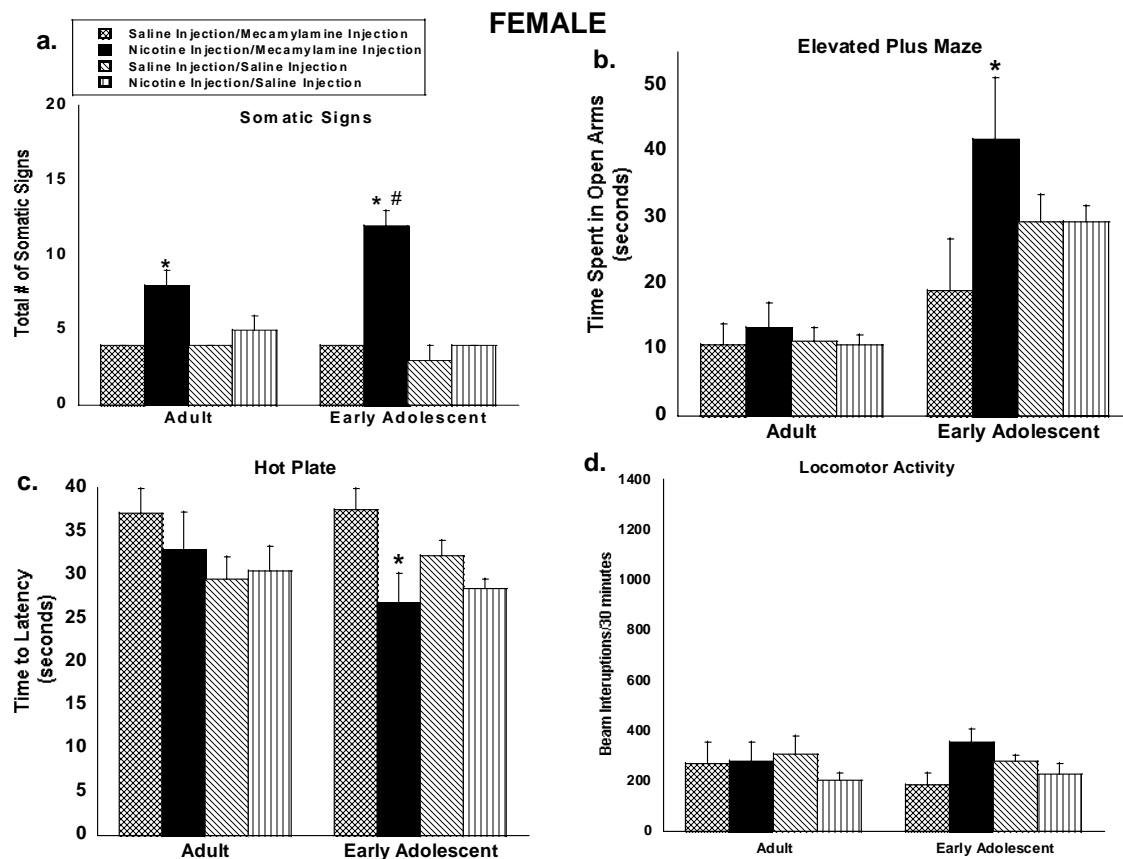 FEMALE
a.
Saline Injection/Mecamylamine Injection
Nicotine Injection/Mecamylamine Injection
Saline Injection/Saline Injection
Nicotine Injection/Saline Injection
Somatic Signs
Total # of Somatic Signs
20
15
10
5
0
*
* #
Adult
Early Adolescent
b.
Elevated Plus Maze
Time Spent in Open Arms
(seconds)
50
40
30
20
10
0
*
Adult
Early Adolescent
c.
Hot Plate
Time to Latency
(seconds)
40
35
30
25
20
15
10
5
0
*
Adult
Early Adolescent
d.
Locomotor Activity
Beam Interuptions/30 minutes
1400
1200
1000
800
600
400
200
0
Adult
Early Adolescent